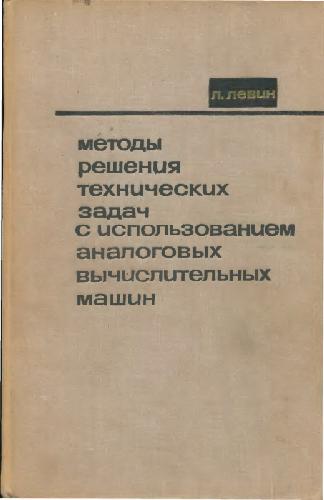 л. левин
методы
решения
технических
задач
с использованием
аналоговых
вычислительных
машин